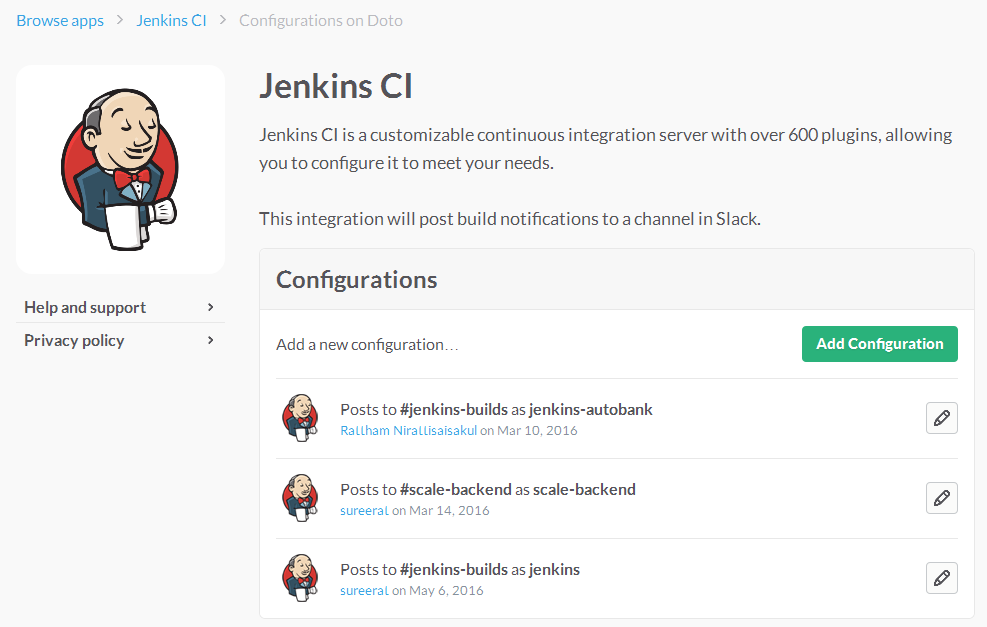 Browse apps > Jenkins CI > Configurations on Doto
Jenkins CI
Jenkins CI is a customizable continuous integration server with over 600 plugins, allowing
you to configure it to meet your needs.
This integration will post build notifications to a channel in Slack.
Help and support
Privacy policy
Configurations
Add a new configuration…
Add Configuration
Posts to #jenkins-builds as jenkins-autobank
Rattham Nirattisaisakul on Mar 10, 2016
Posts to #scale-backend as scale-backend
sureerat on Mar 14, 2016
Posts to #jenkins-builds as jenkins
sureerat on May 6, 2016